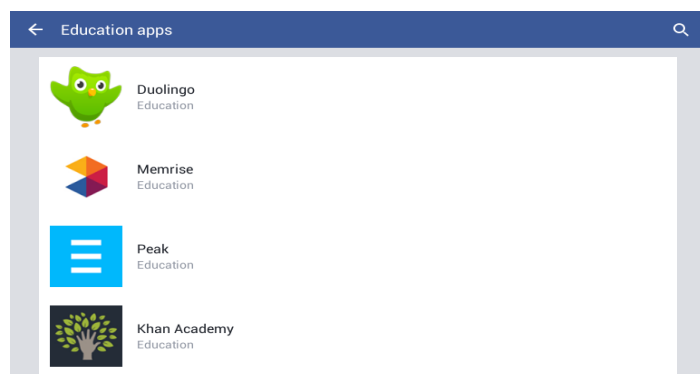 Education apps
Duolingo
Education
Memrise
Education
Peak
Education
Khan Academy
Education